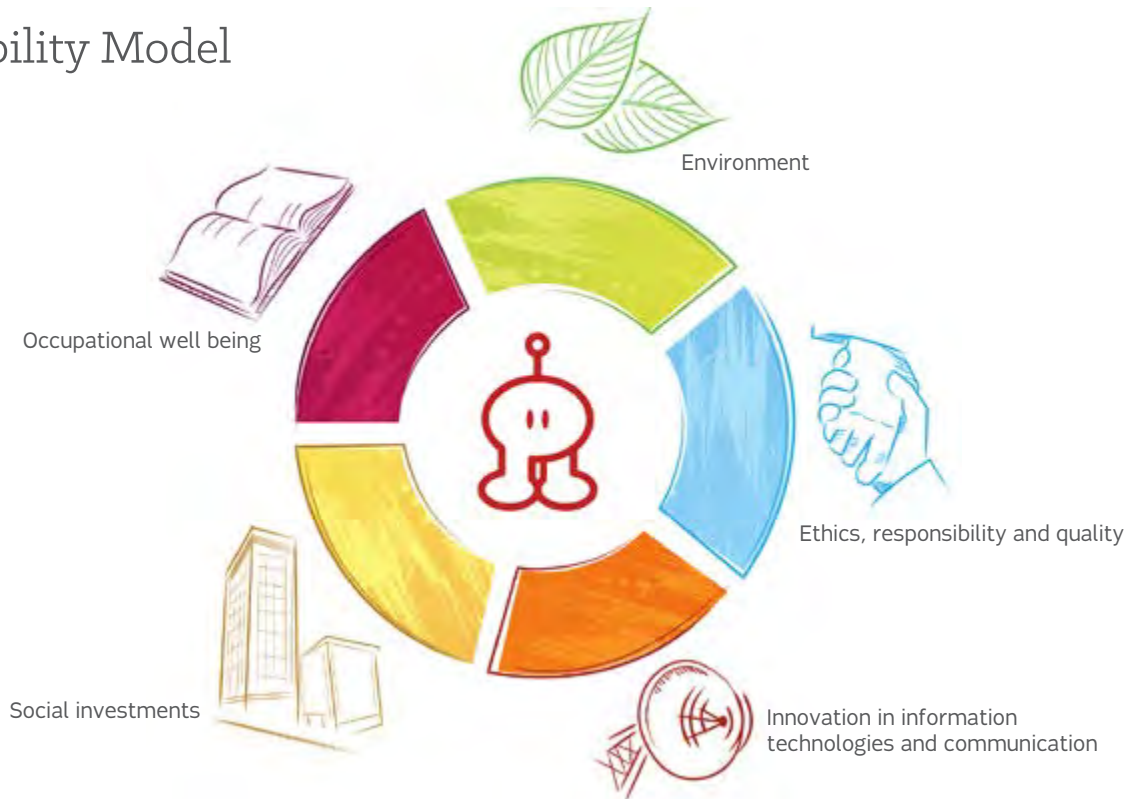 bility Model
Environment
Occupational well being
Ethics, responsibility and quality
Social investments
Innovation in information
technologies and communication